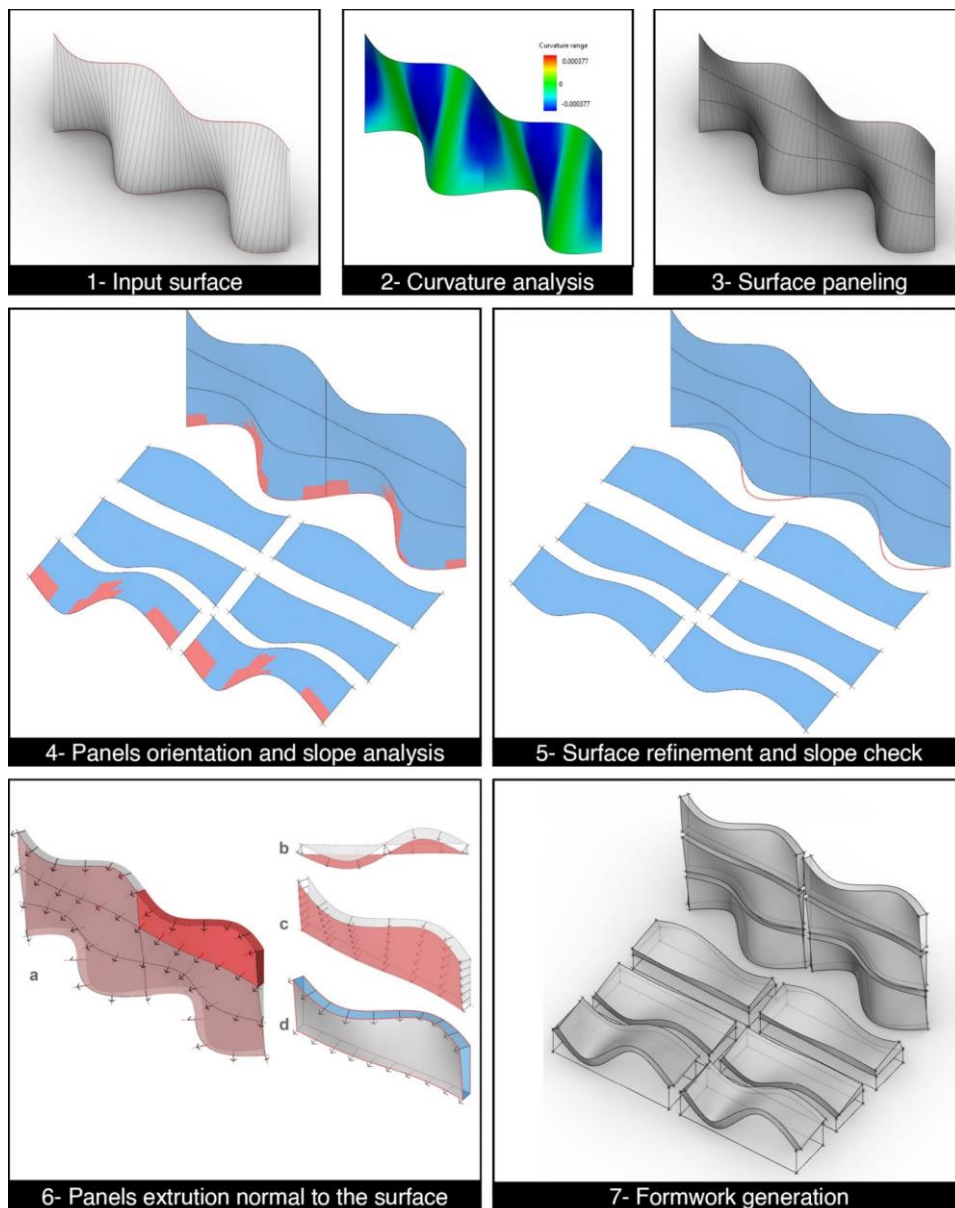 Curvature range
0.000377
0
-0.000377
1- Input surface
2- Curvature analysis
3- Surface paneling
4- Panels orientation and slope analysis
5- Surface refinement and slope check
a
b
c
d
6- Panels extrution normal to the surface
7- Formwork generation